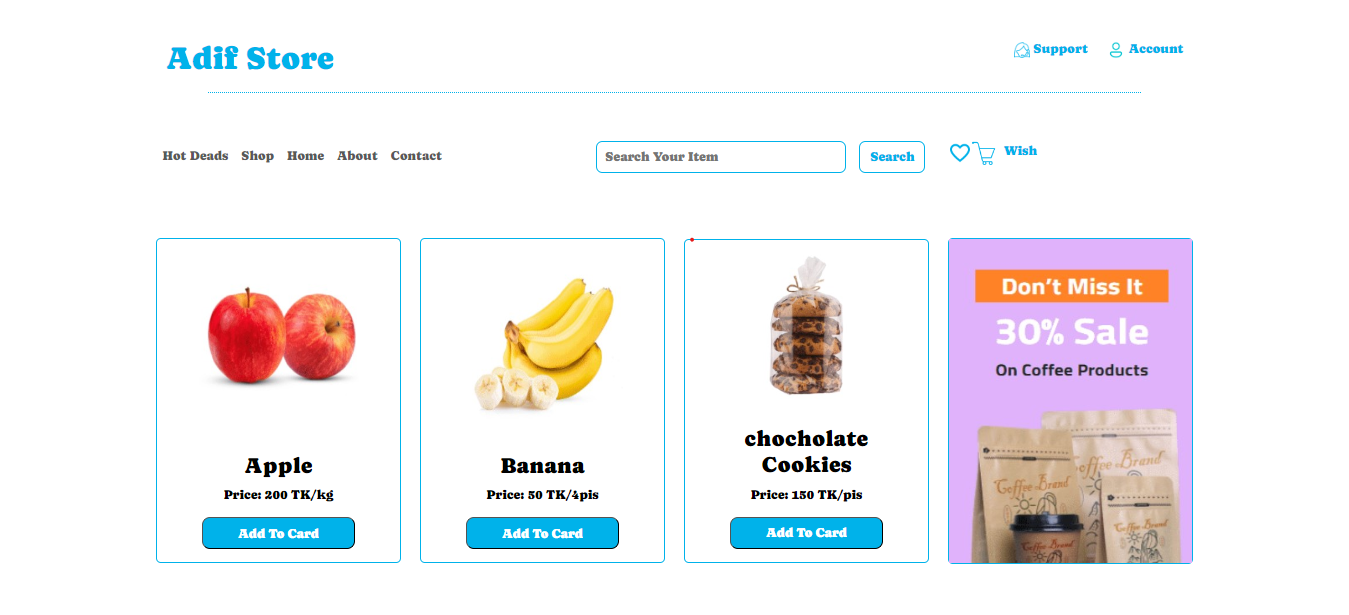 Adif Store
Support
Account
Hot Deads Shop Home About Contact
Search Your Item
Search
Wish
Apple
Price: 200 TK/kg
Add To Card
Banana
Price: 50 TK/4pis
Add To Card
chocholate
Cookies
Price: 150 TK/pis
Add To Card
Don't Miss It
30% Sale
On Coffee Products
Coffee Brand
Coffee Brand
Coffee Brand
Coffee Brand